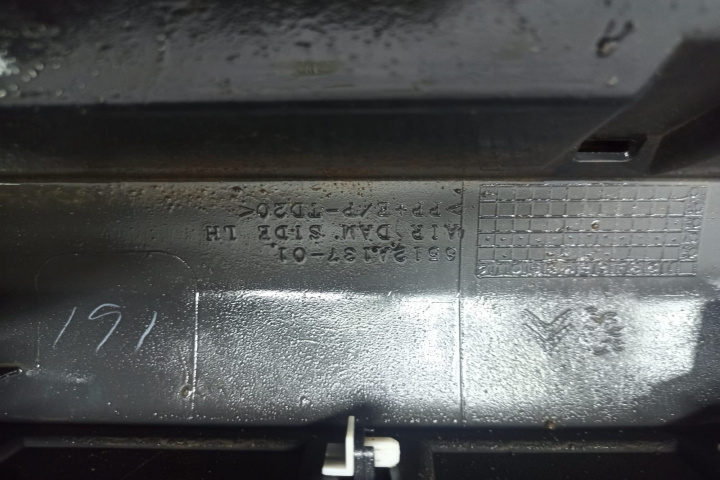 6512A137-01
AIR DAM SIDE LH
>PP+E/P-TD20<
191